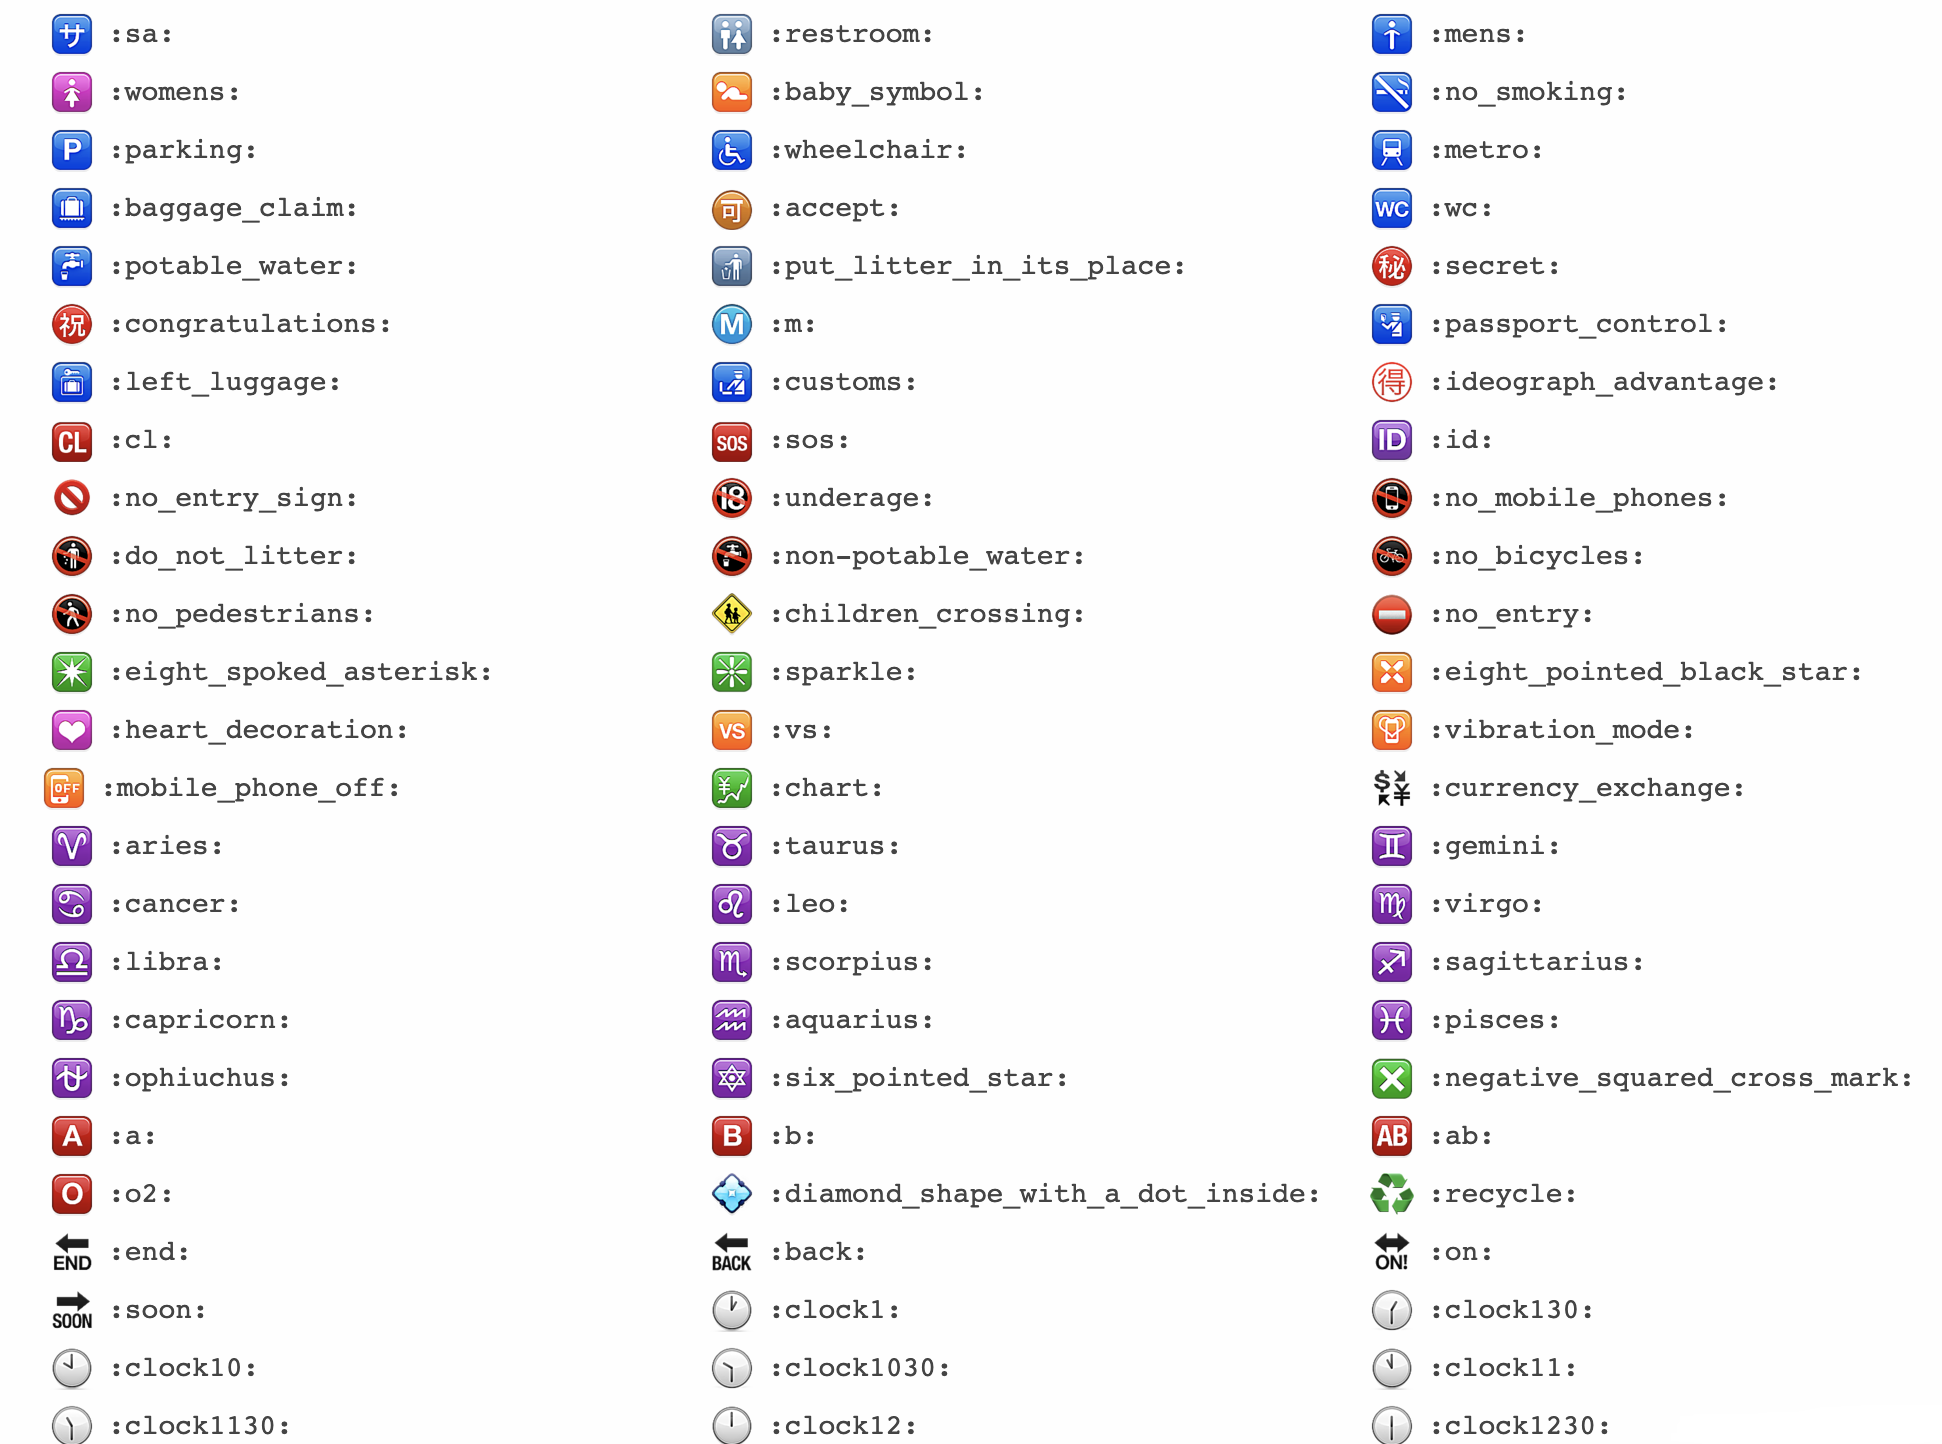 サ :sa: :restroom: :mens:
:womens: :baby_symbol: :no_smoking:
P :parking: :wheelchair: :metro:
:baggage_claim: 可 :accept: WC :wc:
:potable_water: :put_litter_in_its_place: 秘 :secret:
祝 :congratulations: M :m: :passport_control:
:left_luggage: :customs: 得 :ideograph_advantage:
CL :cl: SOS :sos: ID :id:
:no_entry_sign: 18 :underage: :no_mobile_phones:
:do_not_litter: :non-potable_water: :no_bicycles:
:no_pedestrians: :children_crossing: :no_entry:
:eight_spoked_asterisk: :sparkle: :eight_pointed_black_star:
:heart_decoration: VS :vs: :vibration_mode:
OFF :mobile_phone_off: ¥ :chart: $ ¥ :currency_exchange:
:aries: :taurus: :gemini:
:cancer: :leo: :virgo:
:libra: :scorpius: :sagittarius:
:capricorn: :aquarius: :pisces:
:ophiuchus: :six_pointed_star: :negative_squared_cross_mark:
A :a: B :b: AB :ab:
O :o2: :diamond_shape_with_a_dot_inside: :recycle:
END :end: BACK :back: ON! :on:
SOON :soon: :clock1: :clock130:
:clock10: :clock1030: :clock11:
:clock1130: :clock12: :clock1230: